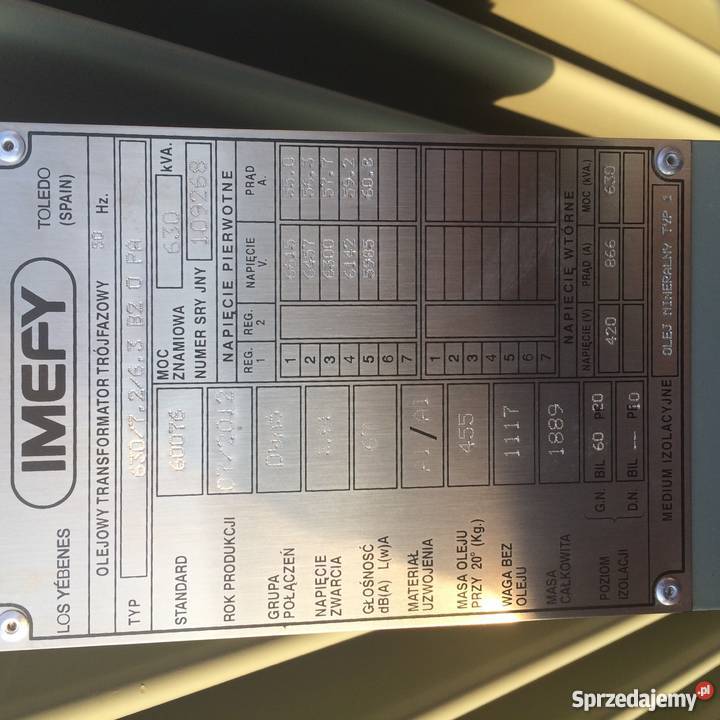 LOS YÉBENES
IMEFY
TOLEDO
(SPAIN)
OLEJOWY TRANSFORMATOR TRÓJFAZOWY
Hz.
TYP 630/7.2/6.3 B2 O PA
STANDARD 60076
MOC
ZNAMIOWA 630 kVA.
ROK PRODUKCJI
NUMER SRY JNY 109268
GRUPA
POŁĄCZEŃ
NAPIĘCIE
ZWARCIA
GŁOŚNOŚĆ
dB(A) L(w)A
MATERIAŁ
UZWOJENIA Al/Al
MASA OLEJU
PRZY 20° (Kg.) 455
WAGA BEZ
OLEJU 1117
MASA
CAŁKOWITA 1889
POZIOM
IZOLACJI
G.N. BIL 60 P20
D.N. BIL -- P10
NAPIĘCIE PIERWOTNE
REG. 1 REG. 2 NAPIĘCIE V. PRĄD A.
1 6615 55.0
2 6457
3 6300 57.7
4 6142 59.2
5 5985 60.8
6
7
1
2
3
4
5
6
7
NAPIECIĘ WTÓRNE
NAPIĘCIE (V) PRĄD (A) MOC (kVA.)
420 866 630
MEDIUM IZOLACYJNE OLEJ MINERALNY TYP 1
Sprzedajemy.pl